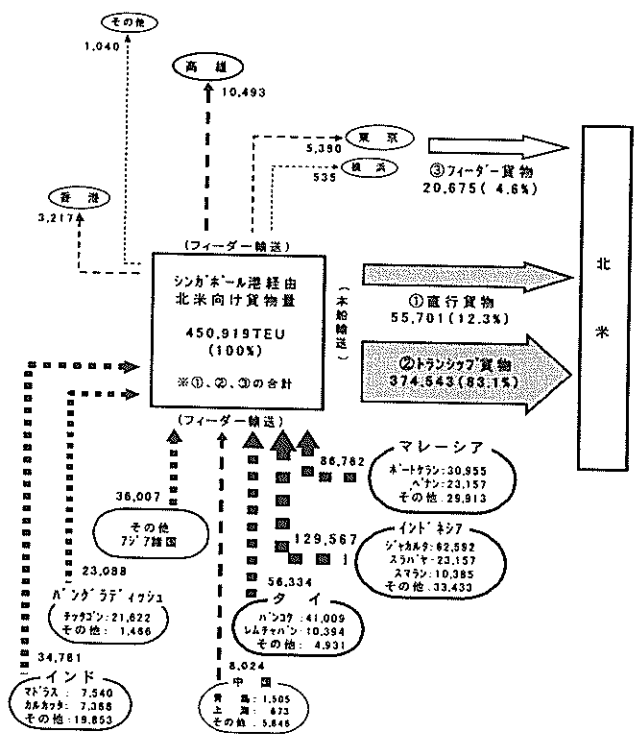 その他
1,040
高雄
10,493
東京
5,390
横浜
535
③フィーダー貨物
20,675( 4.6%)
香港
3,217
(フィーダー輸送)
シンガポール港経由
北米向け貨物量
450,919TEU
(100%)
※①、②、③の合計
(本船輸送)
①直行貨物
55,701(12.3%)
②トランシップ貨物
374,543(83.1%)
北米
(フィーダー輸送)
86,782
マレーシア
ポートケラン:30,955
ペナン:23,157
その他:29,913
36,007
その他
アジア諸国
129,567
インドネシア
ジャカルタ:62,592
スラバヤ:23,157
スマラン:10,385
その他:33,433
23,088
バングラディッシュ
チッタゴン:21,622
その他: 1,466
56,334
タイ
バンコク:41,009
レムチャバン:10,394
その他: 4,931
34,781
インド
マドラス: 7,540
カルカッタ: 7,388
その他:19,853
8,024
中国
青島:1,505
上海: 673
その他:5,846